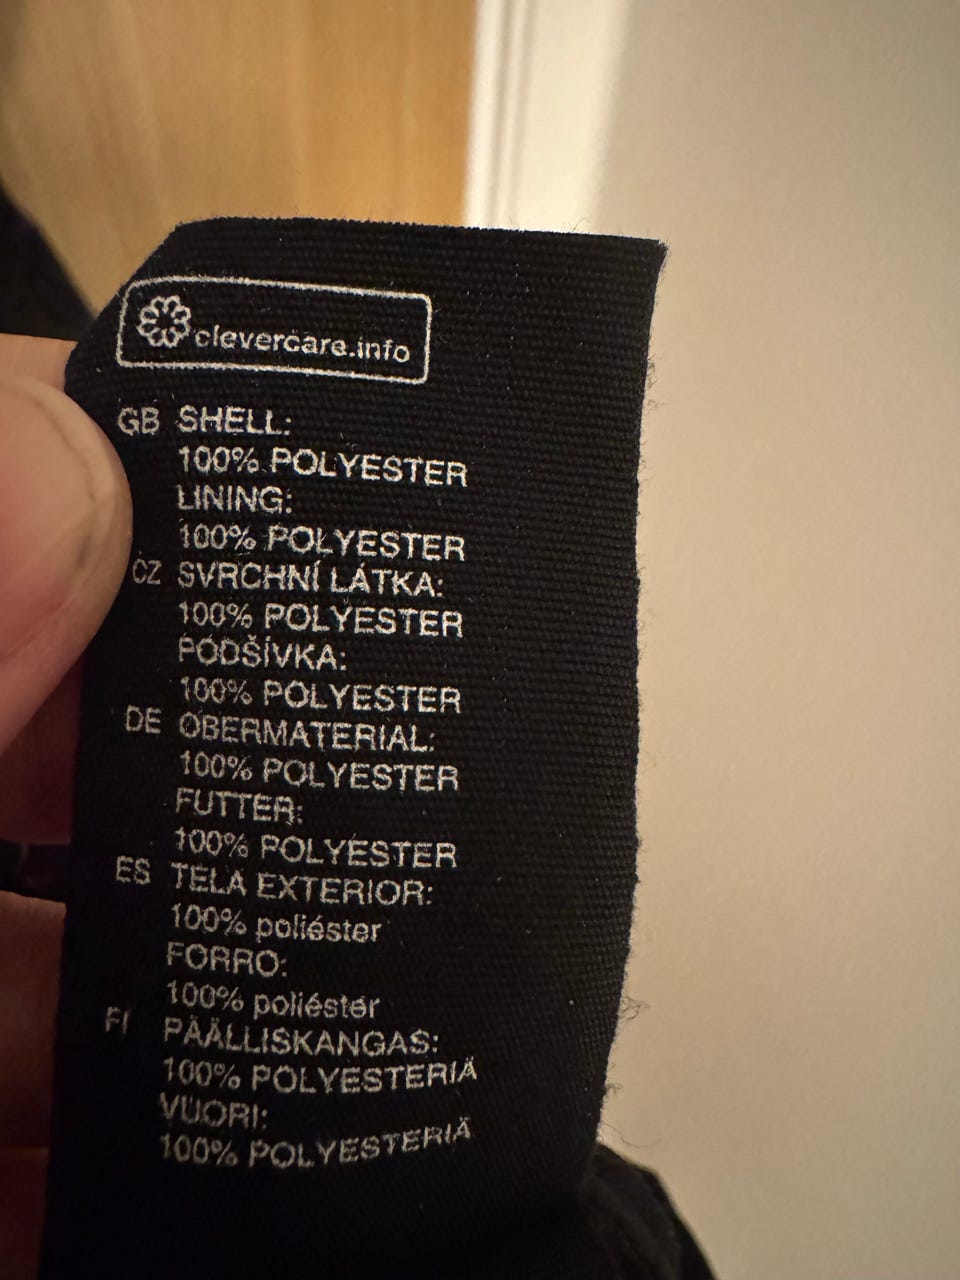 clevercare.info
GB SHELL:
100% POLYESTER
LINING:
100% POLYESTER
CZ SVRCHNÍ LÁTKA:
100% POLYESTER
PODŠÍVKA:
100% POLYESTER
DE OBERMATERIAL:
100% POLYESTER
FUTTER:
100% POLYESTER
ES TELA EXTERIOR:
100% poliéster
FORRO:
100% poliéster
FI PÄÄLLISKANGAS:
100% POLYESTERIÄ
VUORI:
100% POLYESTERIÄ